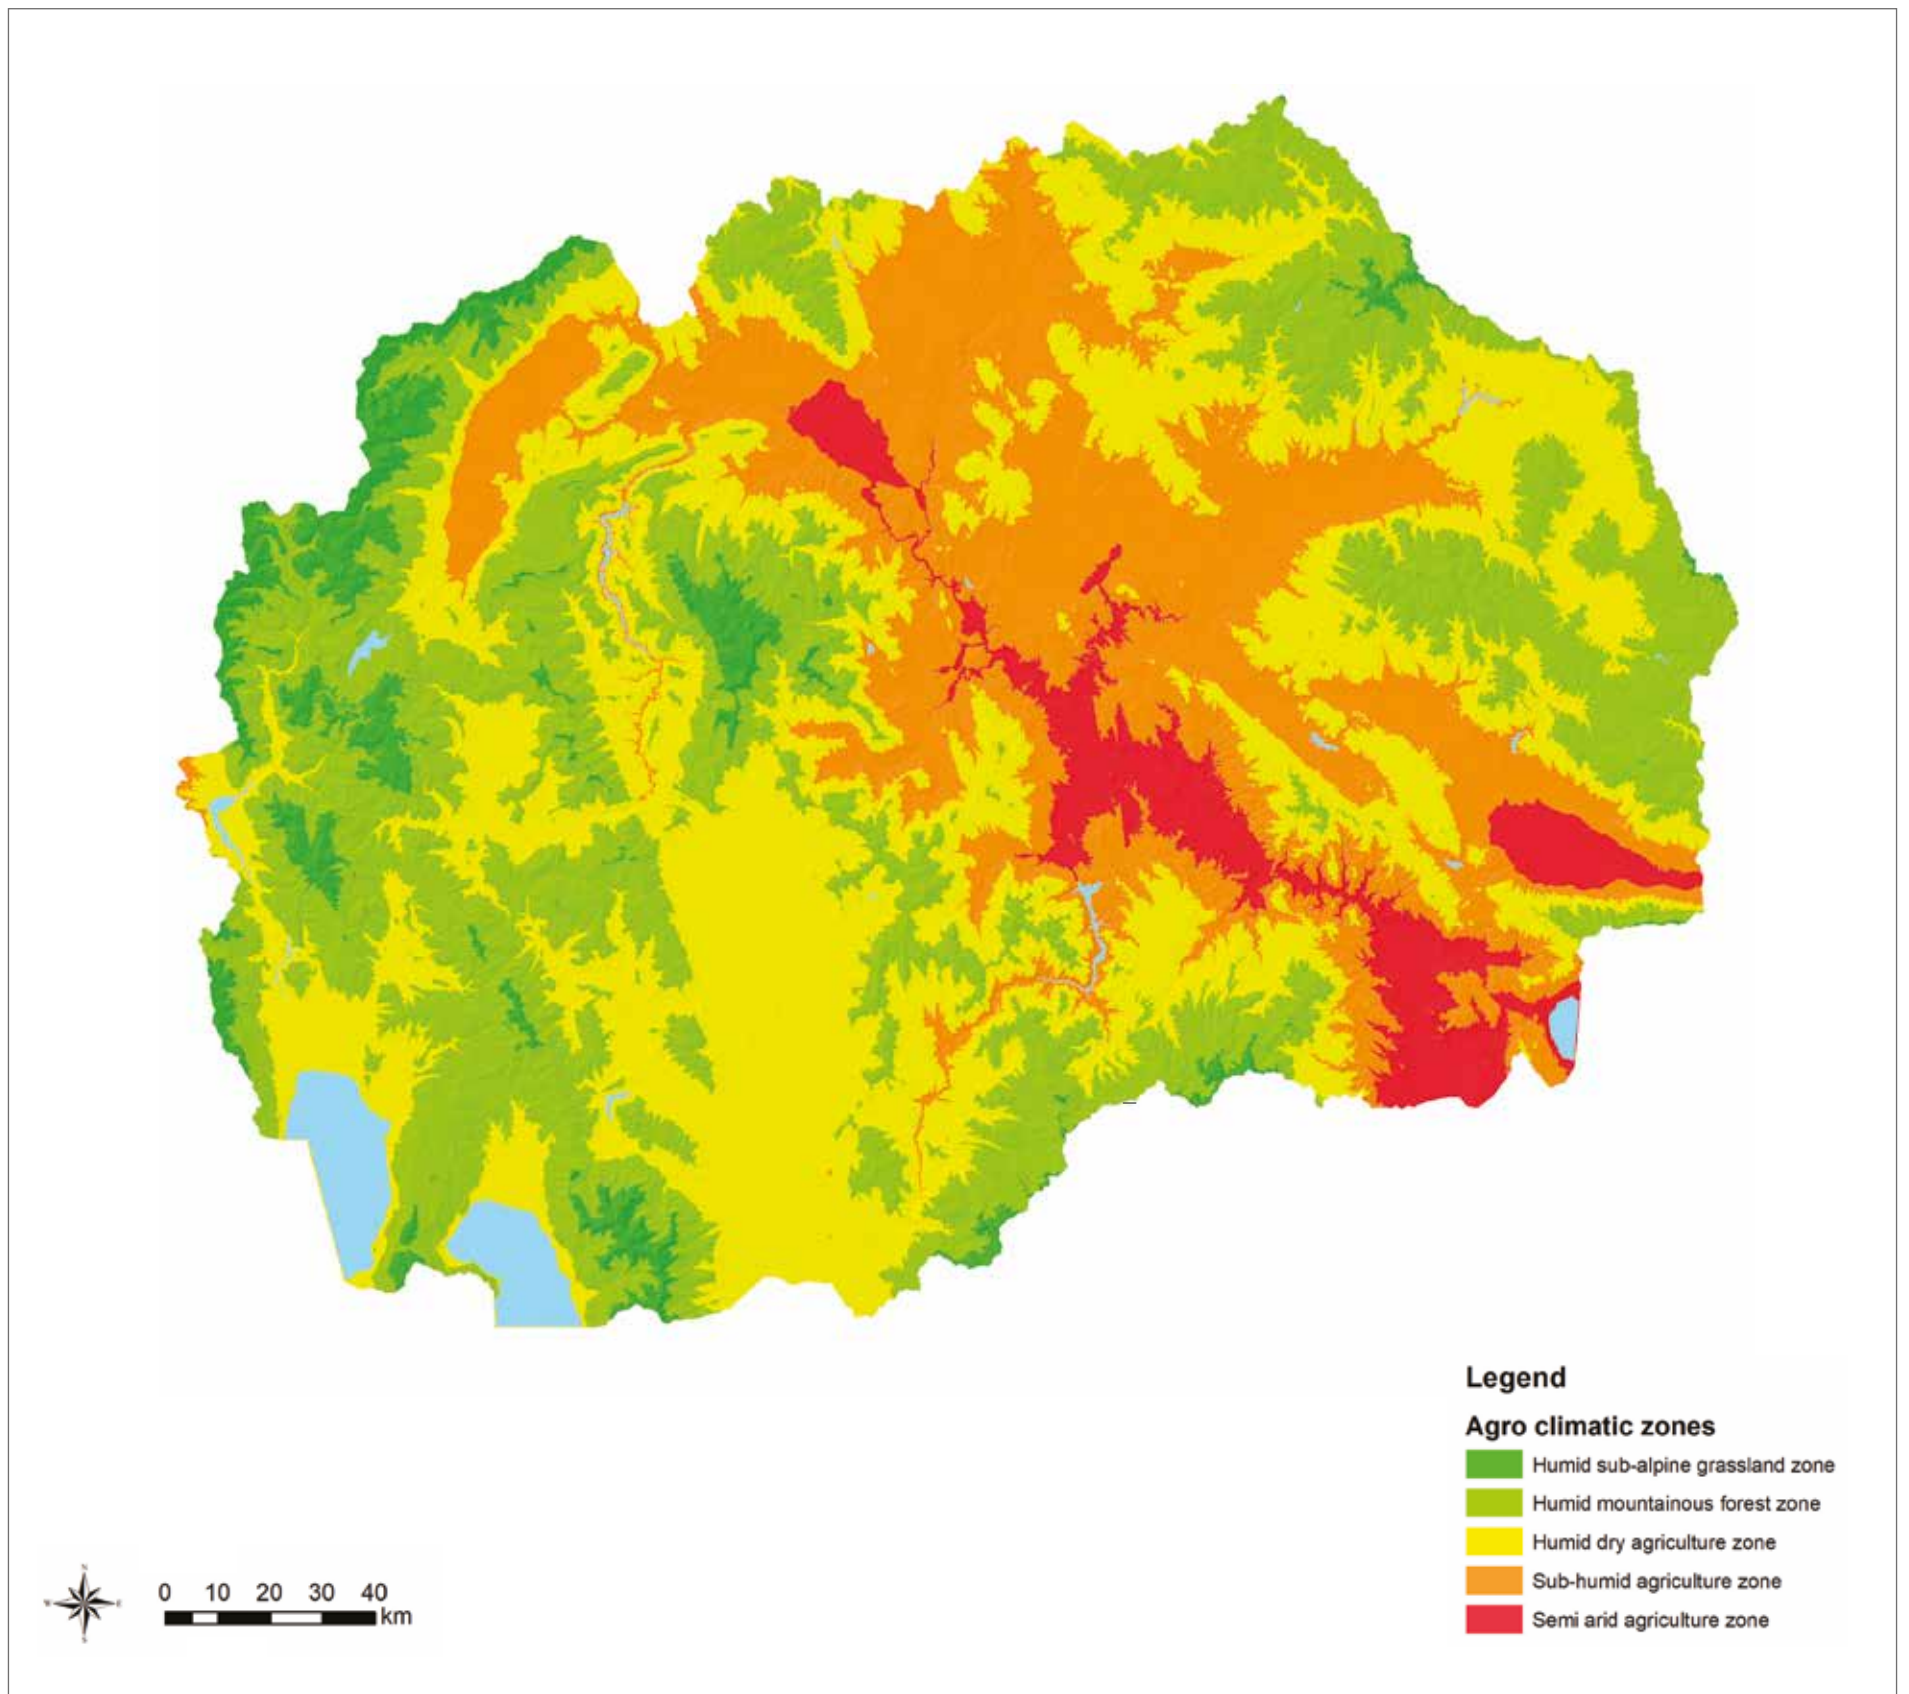 Legend
Agro climatic zones
Humid sub-alpine grassland zone
Humid mountainous forest zone
Humid dry agriculture zone
Sub-humid agriculture zone
Semi arid agriculture zone
N
W E
S
0 10 20 30 40
km